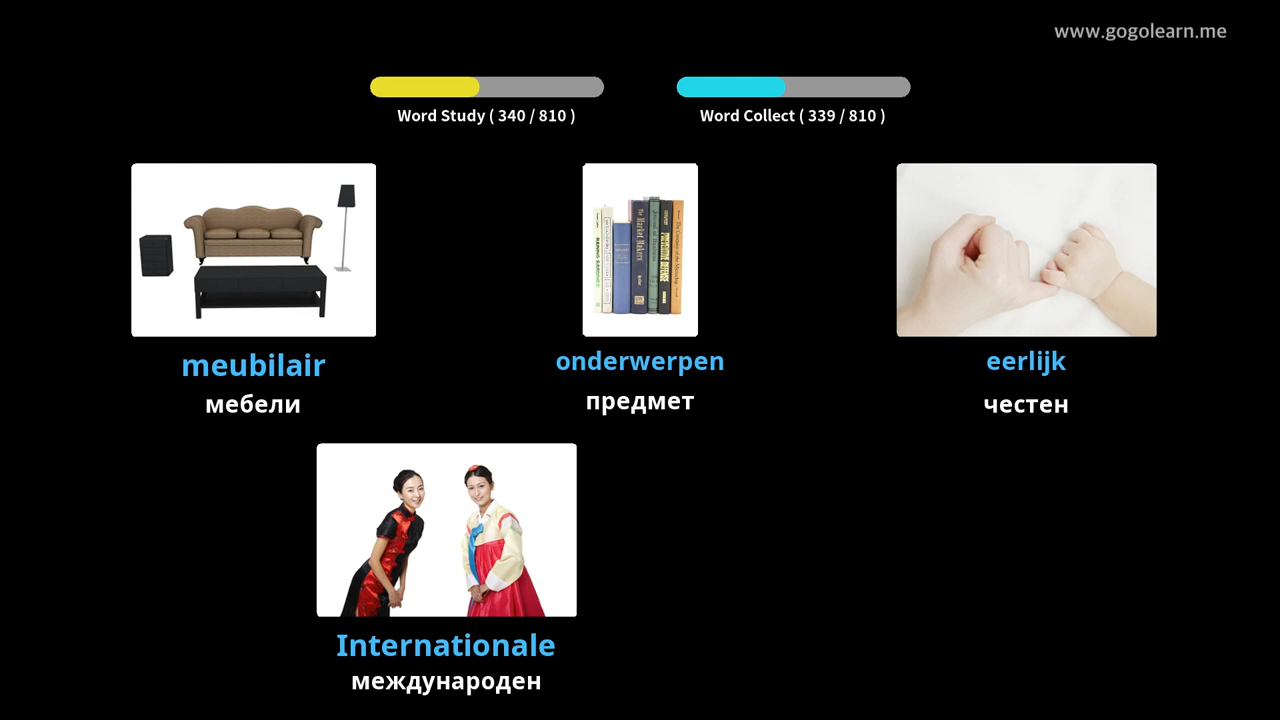 www.gogolearn.me
Word Study ( 340 / 810 )
Word Collect ( 339 / 810 )
meubilair
мебели
onderwerpen
предмет
eerlijk
честен
Internationale
международен